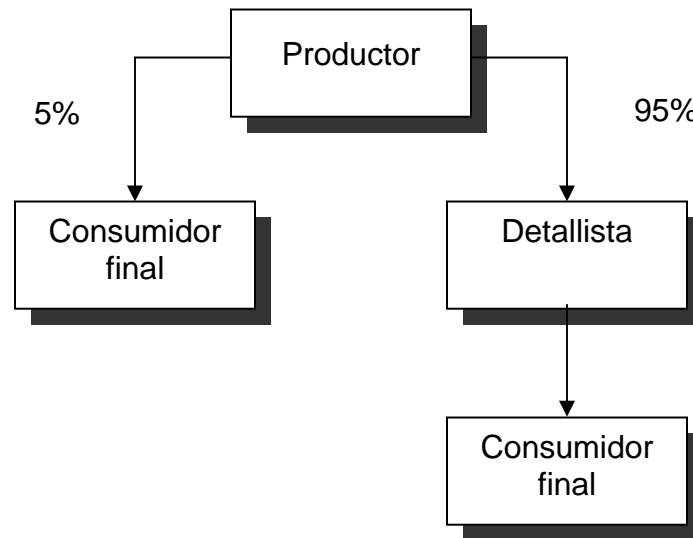 Productor
5%
95%
Consumidor
final
Detallista
Consumidor
final